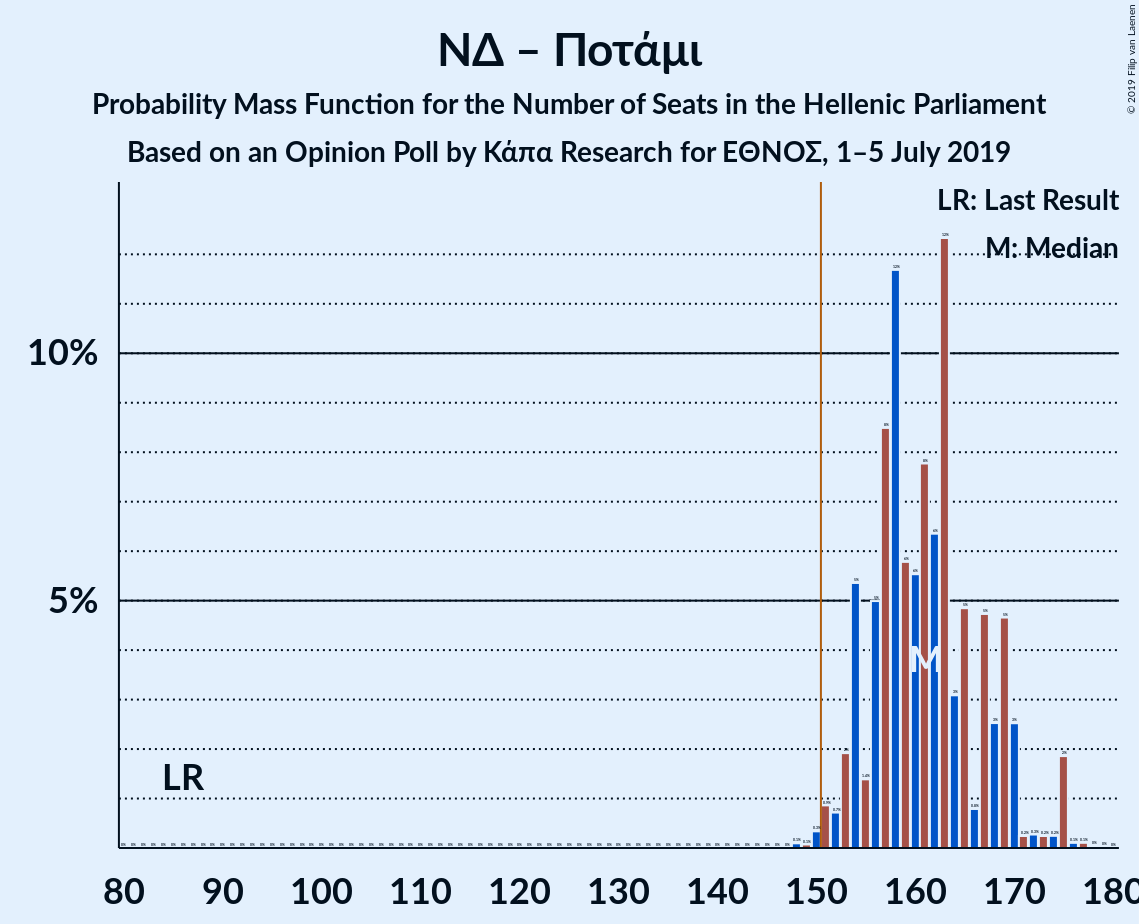 ΝΔ – Ποτάμι
Probability Mass Function for the Number of Seats in the Hellenic Parliament
Based on an Opinion Poll by Κάπα Research for ΕΘΝΟΣ, 1–5 July 2019
© 2019 Filip van Laenen
LR: Last Result
M: Median
10%
5%
LR
M
80 90 100 110 120 130 140 150 160 170 180